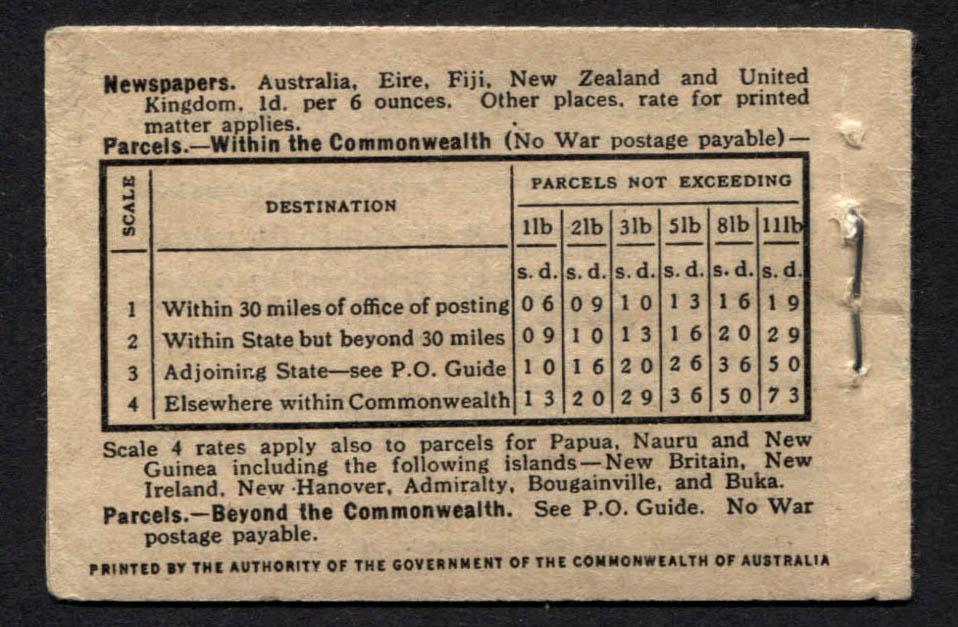 Newspapers. Australia, Eire, Fiji, New Zealand and United
Kingdom, 1d. per 6 ounces. Other places, rate for printed
matter applies.
Parcels.—Within the Commonwealth (No War postage payable)—
SCALE DESTINATION PARCELS NOT EXCEEDING
1lb 2lb 3lb 5lb 8lb 11lb
s. d. s. d. s. d. s. d. s. d. s. d.
1 Within 30 miles of office of posting 0 6 0 9 1 0 1 3 1 6 1 9
2 Within State but beyond 30 miles 0 9 1 0 1 3 1 6 2 0 2 9
3 Adjoining State—see P.O. Guide 1 0 1 6 2 0 2 6 3 6 5 0
4 Elsewhere within Commonwealth 1 3 2 0 2 9 3 6 5 0 7 3
Scale 4 rates apply also to parcels for Papua, Nauru and New
Guinea including the following islands—New Britain, New
Ireland, New Hanover, Admiralty, Bougainville, and Buka.
Parcels.—Beyond the Commonwealth. See P.O. Guide. No War
postage payable.
PRINTED BY THE AUTHORITY OF THE GOVERNMENT OF THE COMMONWEALTH OF AUSTRALIA